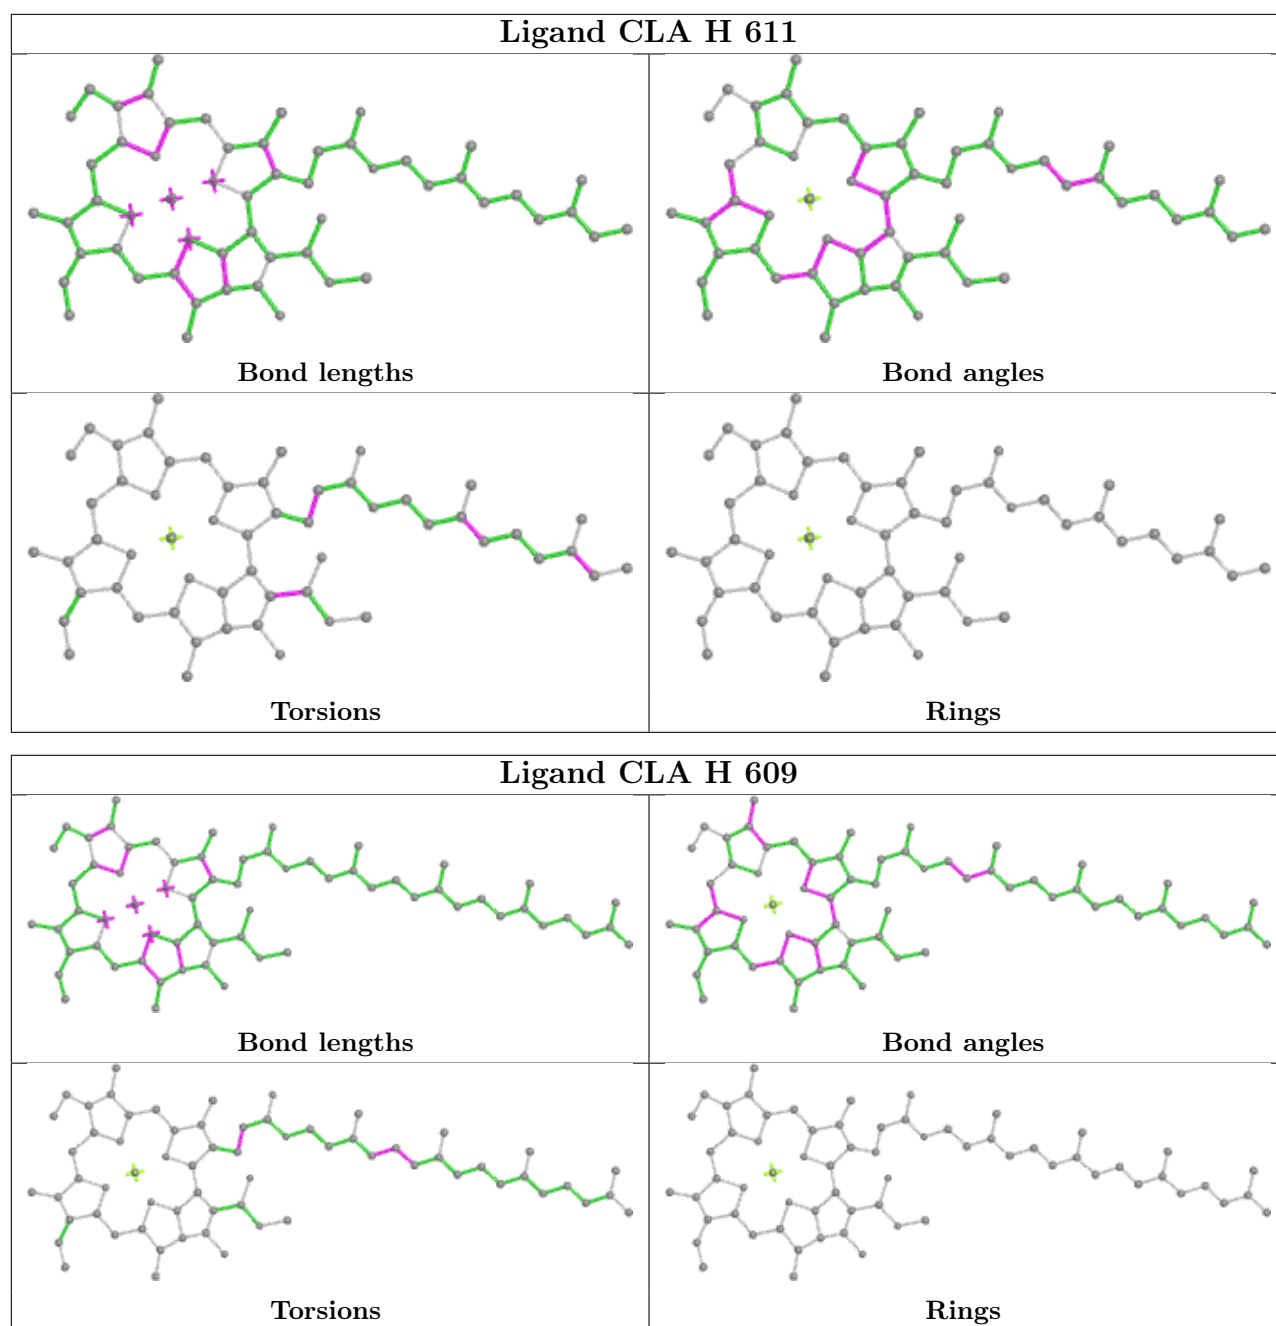 Ligand CLA H 611
Bond lengths
Bond angles
Torsions
Rings
Ligand CLA H 609
Bond lengths
Bond angles
Torsions
Rings